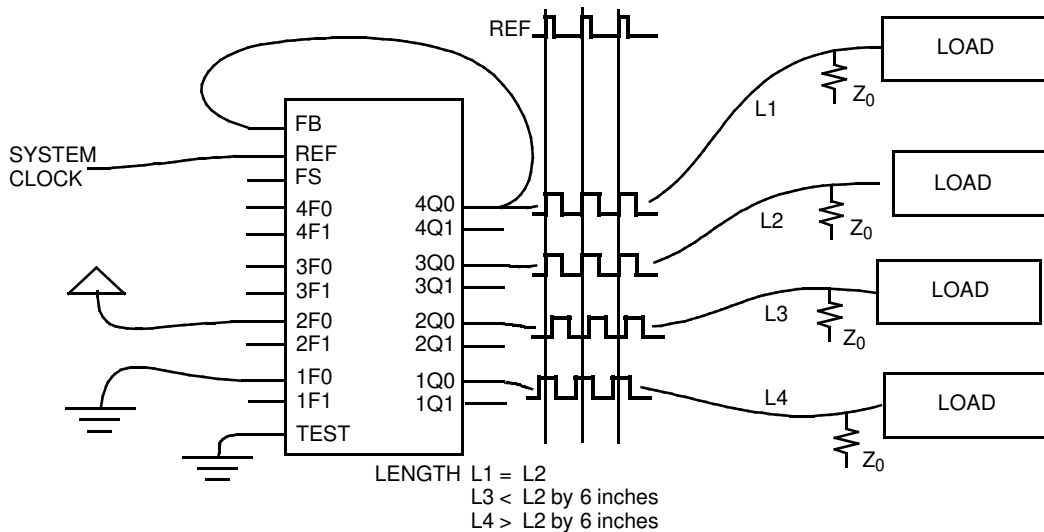 REF
LOAD
Z0
L1
FB
SYSTEM
CLOCK
REF
FS
4F0
4F1
3F0
3F1
2F0
2F1
1F0
1F1
TEST
4Q0
4Q1
3Q0
3Q1
2Q0
2Q1
1Q0
1Q1
LOAD
L2
Z0
LOAD
L3
Z0
LOAD
L4
Z0
LENGTH L1 = L2
L3 < L2 by 6 inches
L4 > L2 by 6 inches